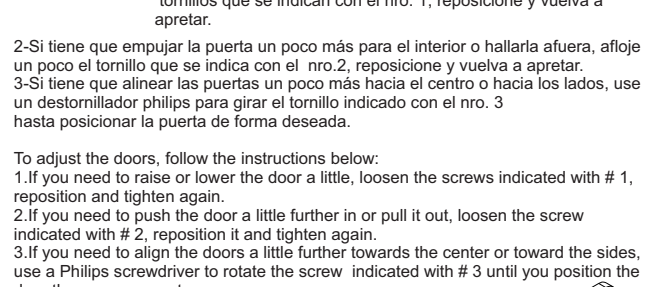 tornillos que se indican con el nro. 1, reposicione y vuelva a
apretar.
2-Si tiene que empujar la puerta un poco más para el interior o hallarla afuera, afloje
un poco el tornillo que se indica con el nro.2, reposicione y vuelva a apretar.
3-Si tiene que alinear las puertas un poco más hacia el centro o hacia los lados, use
un destornillador philips para girar el tornillo indicado con el nro. 3
hasta posicionar la puerta de forma deseada.
To adjust the doors, follow the instructions below:
1.If you need to raise or lower the door a little, loosen the screws indicated with # 1,
reposition and tighten again.
2.If you need to push the door a little further in or pull it out, loosen the screw
indicated with # 2, reposition it and tighten again.
3.If you need to align the doors a little further towards the center or toward the sides,
use a Philips screwdriver to rotate the screw indicated with # 3 until you position the